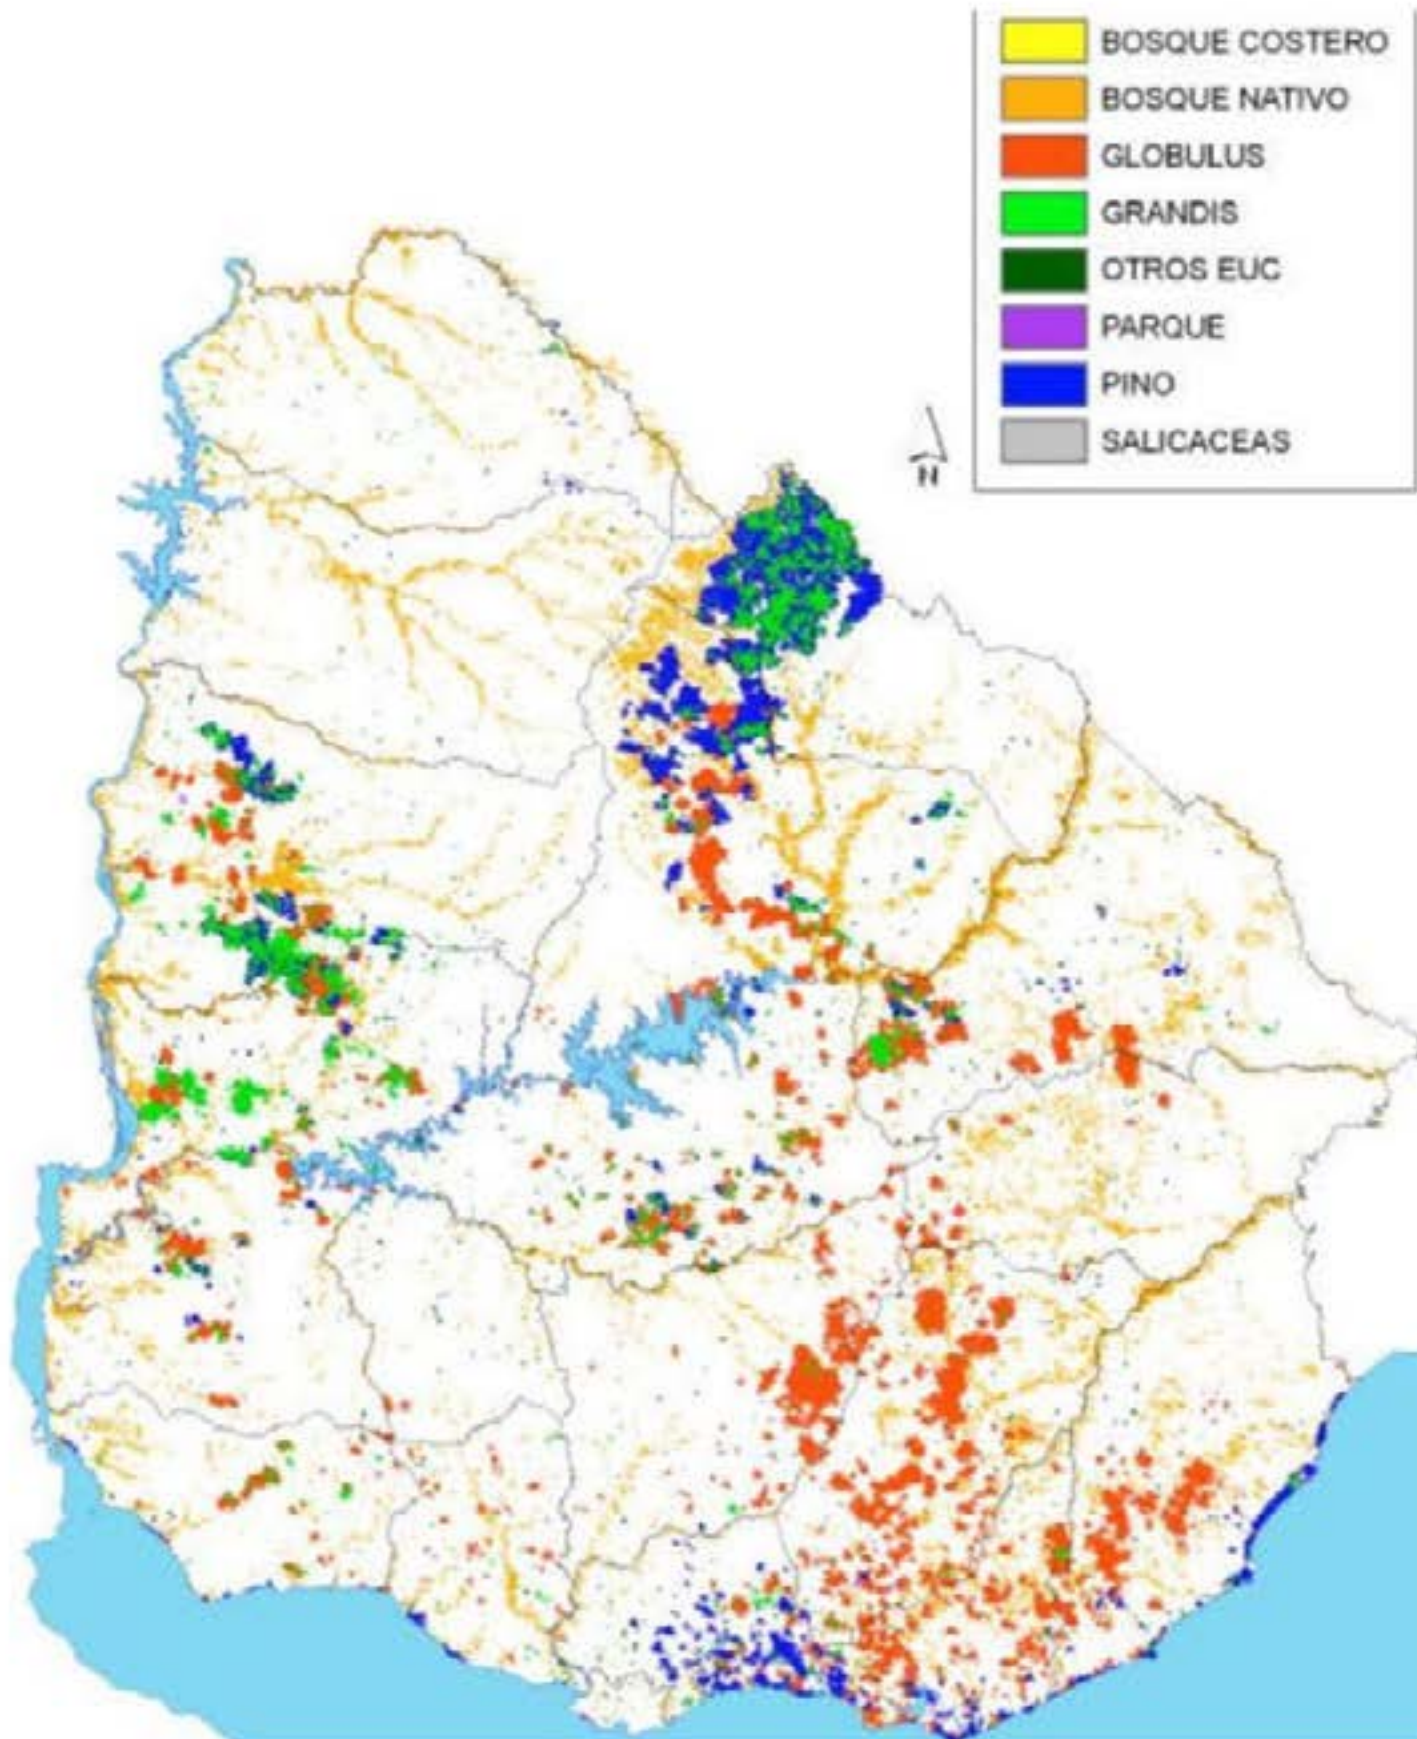 BOSQUE COSTERO
BOSQUE NATIVO
GLOBULUS
GRANDIS
OTROS EUC
PARQUE
PINO
SALICACEAS
N